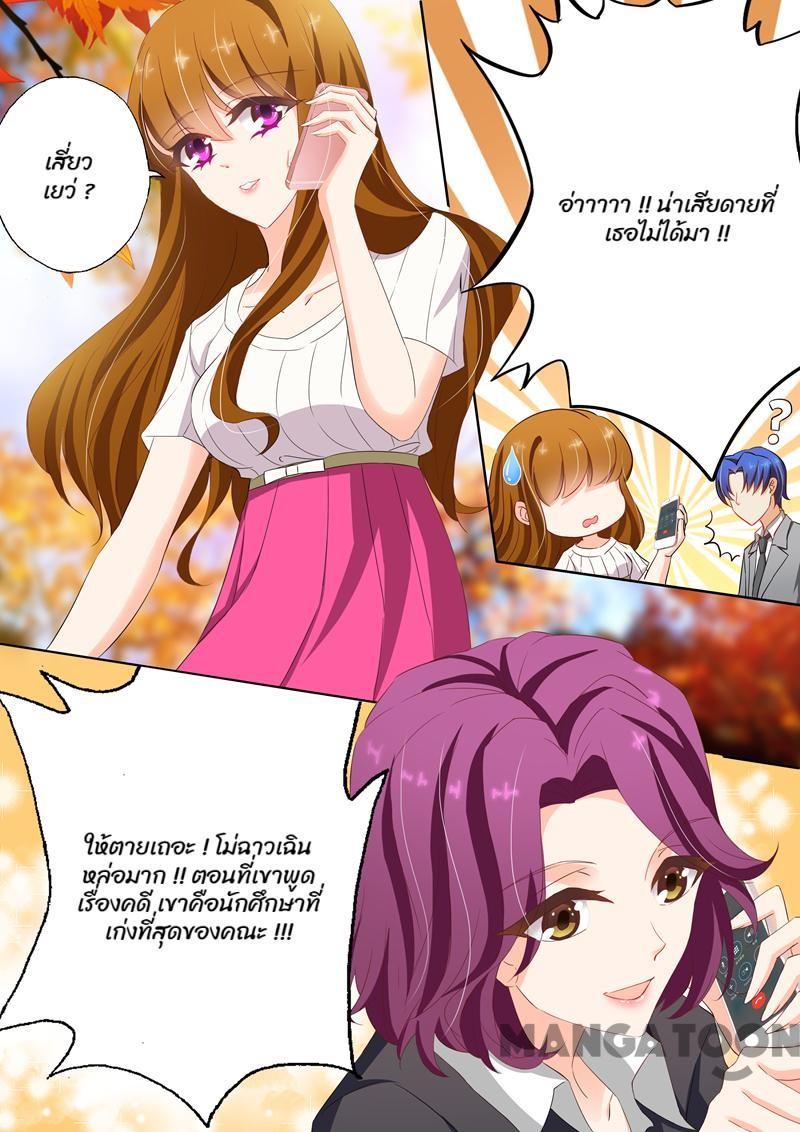 เสี่ยว
เยว่ ?
อ่าาาาา !! น่าเสียดายที่
เธอไม่ได้มา !!
?
ให้ตายเถอะ ! โม่ฉาวเฉิน
หล่อมาก !! ตอนที่เขาพูด
เรื่องคดี เขาคือนักศึกษาที่
เก่งที่สุดของคณะ !!!
MANGATOON